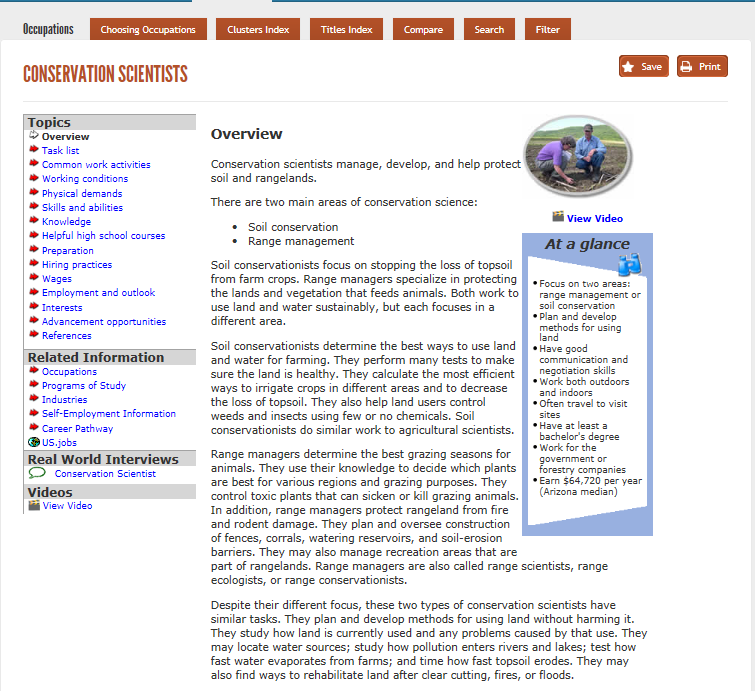 Occupations
Choosing Occupations
Clusters Index
Titles Index
Compare
Search
Filter
CONSERVATION SCIENTISTS
Save
Print
Topics
Overview
Task list
Common work activities
Working conditions
Physical demands
Skills and abilities
Knowledge
Helpful high school courses
Preparation
Hiring practices
Wages
Employment and outlook
Interests
Advancement opportunities
References
Related Information
Occupations
Programs of Study
Industries
Self-Employment Information
Career Pathway
US.jobs
Real World Interviews
Conservation Scientist
Videos
View Video
Overview
Conservation scientists manage, develop, and help protect
soil and rangelands.
There are two main areas of conservation science:
• Soil conservation
• Range management
Soil conservationists focus on stopping the loss of topsoil
from farm crops. Range managers specialize in protecting
the lands and vegetation that feeds animals. Both work to
use land and water sustainably, but each focuses in a
different area.
Soil conservationists determine the best ways to use land
and water for farming. They perform many tests to make
sure the land is healthy. They calculate the most efficient
ways to irrigate crops in different areas and to decrease
the loss of topsoil. They also help land users control
weeds and insects using few or no chemicals. Soil
conservationists do similar work to agricultural scientists.
Range managers determine the best grazing seasons for
animals. They use their knowledge to decide which plants
are best for various regions and grazing purposes. They
control toxic plants that can sicken or kill grazing animals.
In addition, range managers protect rangeland from fire
and rodent damage. They plan and oversee construction
of fences, corrals, watering reservoirs, and soil-erosion
barriers. They may also manage recreation areas that are
part of rangelands. Range managers are also called range scientists, range
ecologists, or range conservationists.
Despite their different focus, these two types of conservation scientists have
similar tasks. They plan and develop methods for using land without harming it.
They study how land is currently used and any problems caused by that use. They
may locate water sources; study how pollution enters rivers and lakes; test how
fast water evaporates from farms; and time how fast topsoil erodes. They may
also find ways to rehabilitate land after clear cutting, fires, or floods.
View Video
At a glance
• Focus on two areas:
range management or
soil conservation
• Plan and develop
methods for using
land
• Have good
communication and
negotiation skills
• Work both outdoors
and indoors
• Often travel to visit
sites
• Have at least a
bachelor's degree
• Work for the
government or
forestry companies
• Earn $64,720 per year
(Arizona median)